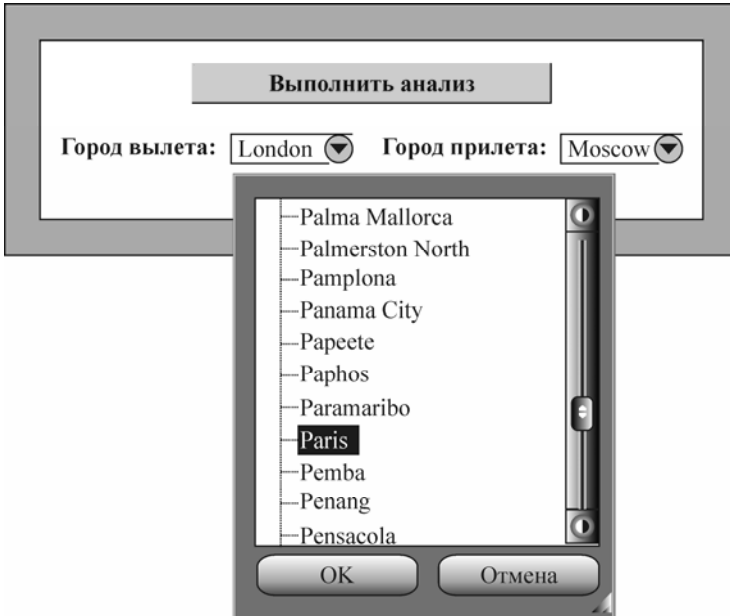 Выполнить анализ
Город вылета: London Город прилета: Moscow
Palma Mallorca
Palmerston North
Pamplona
Panama City
Papeete
Paphos
Paramaribo
Paris
Pemba
Penang
Pensacola
OK Отмена